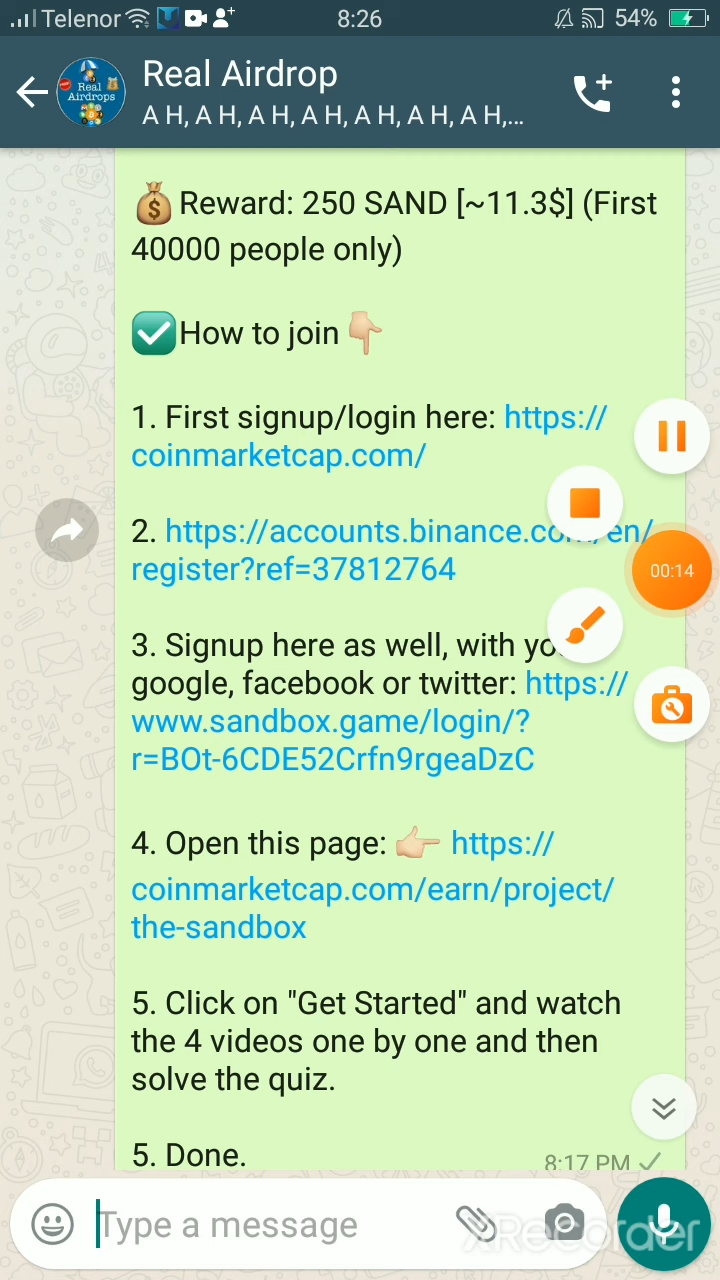 Telenor 8:26 54%
Real Airdrop
A H, A H, A H, A H, A H, A H, A H,...
Real
Airdrops
Reward: 250 SAND [~11.3$] (First
40000 people only)
How to join
1. First signup/login here: https://
coinmarketcap.com/
2. https://accounts.binance.com/en/
register?ref=37812764
00:14
3. Signup here as well, with
google, facebook or twitter: https://
www.sandbox.game/login/?
r=BOt-6CDE52Crfn9rgeaDzC
4. Open this page: https://
coinmarketcap.com/earn/project/
the-sandbox
5. Click on "Get Started" and watch
the 4 videos one by one and then
solve the quiz.
5. Done.
8:17 PM
Type a message
XRecorder